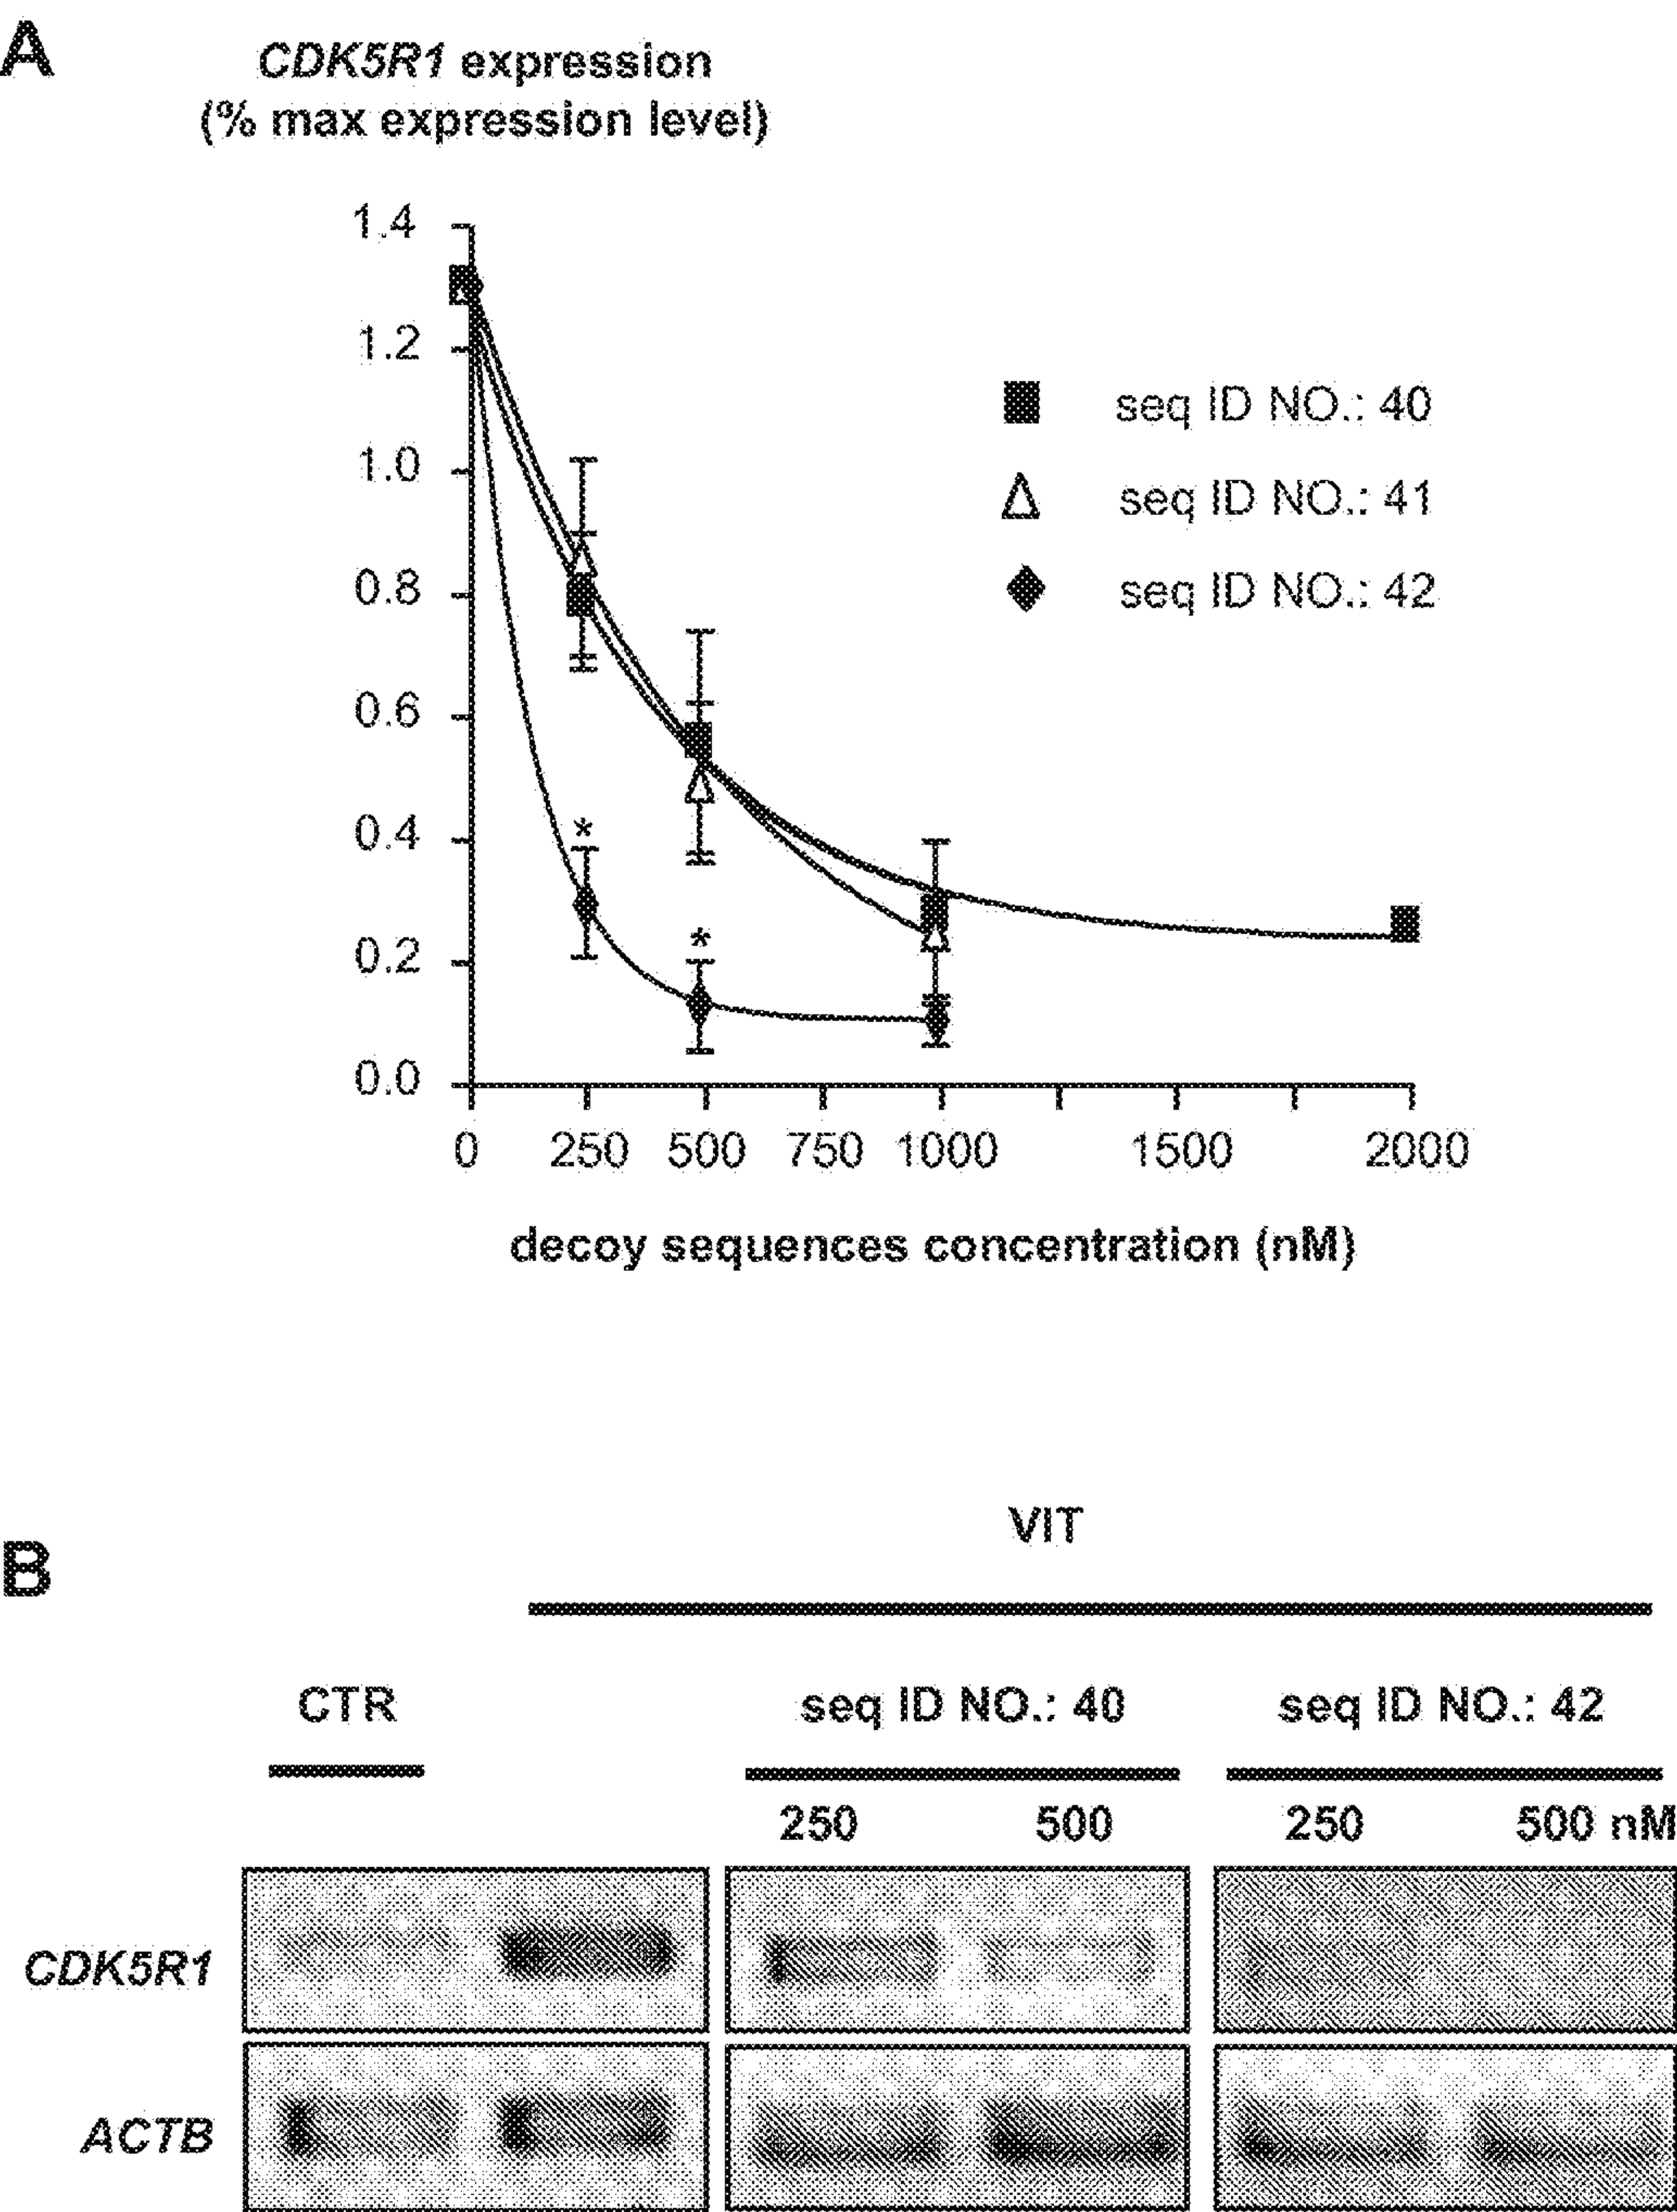 A
CDK5R1 expression
(% max expression level)
1.4
1.2
1.0
0.8
0.6
0.4
0.2
0.0
*
*
seq ID NO.: 40
seq ID NO.: 41
seq ID NO.: 42
0 250 500 750 1000 1500 2000
decoy sequences concentration (nM)
B
VIT
CTR seq ID NO.: 40 seq ID NO.: 42
250 500 250 500 nM
CDK5R1
ACTB